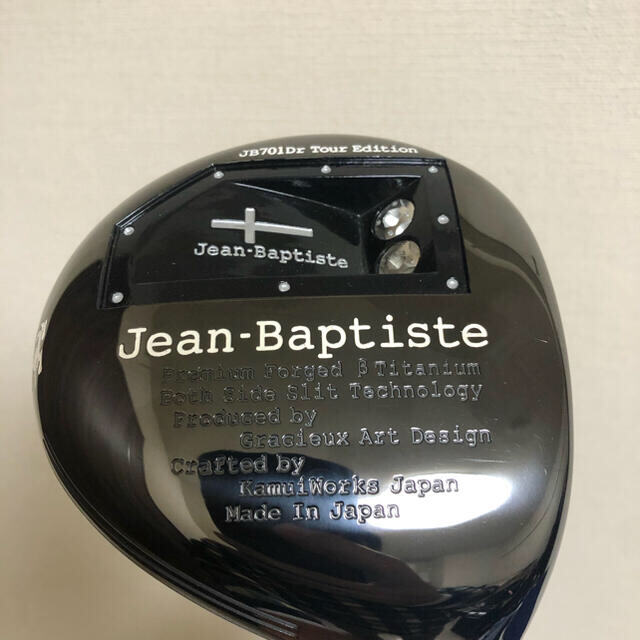 JB701Dr Tour Edition
Jean-Baptiste
Jean-Baptiste
Premium Forged β Titanium
Both Side Slit Technology
Produced by
Gracieux Art Design
Crafted by
KamuiWorks Japan
Made In Japan